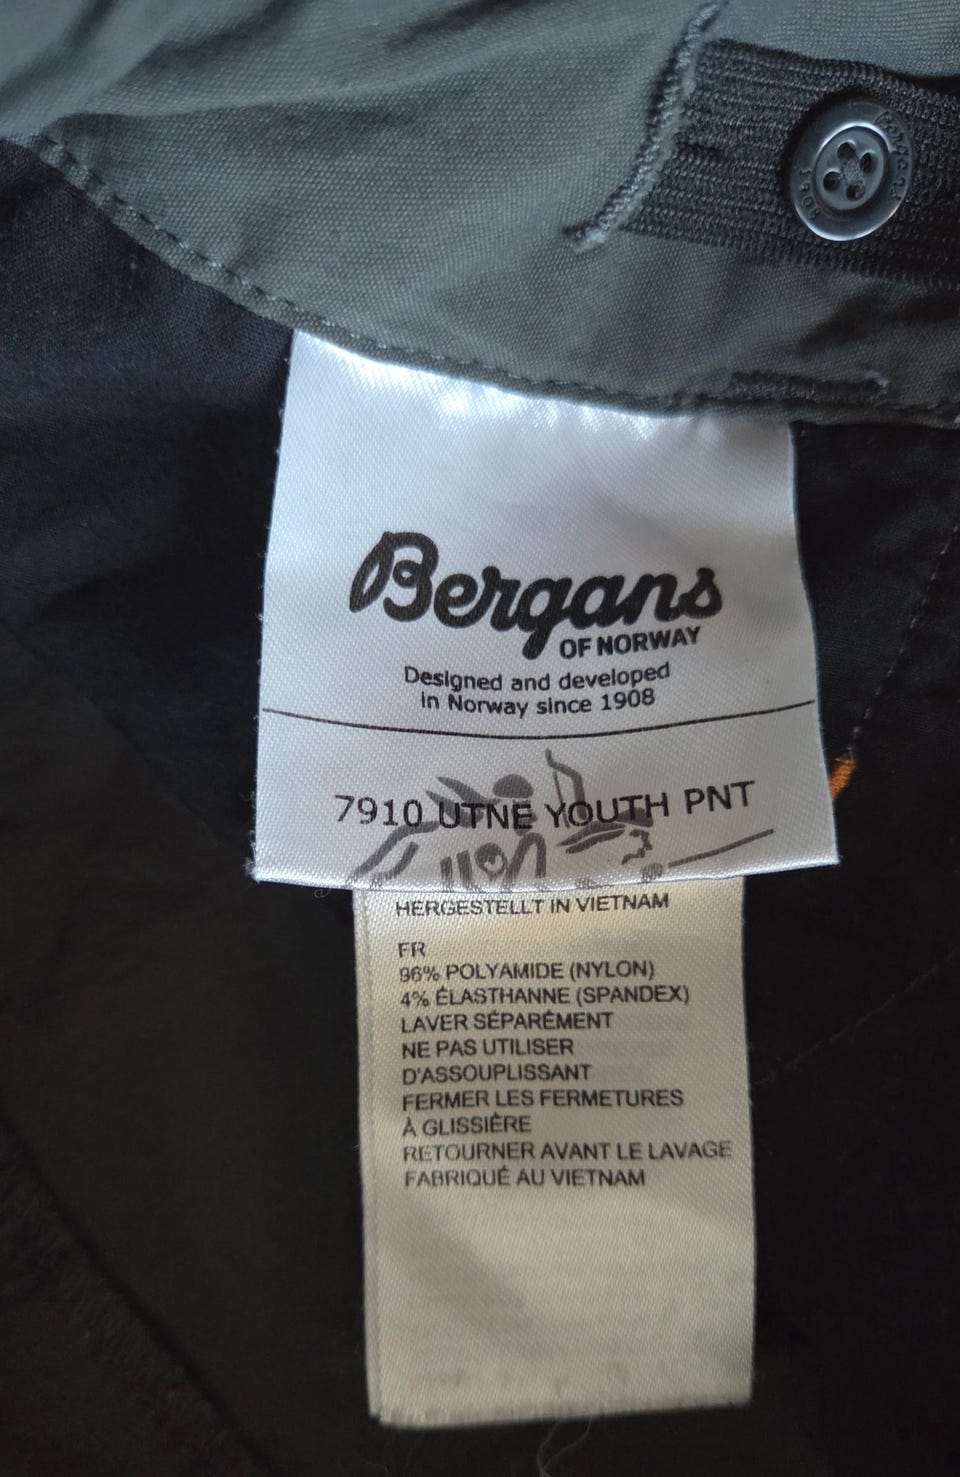 Bergans
OF NORWAY
Designed and developed
in Norway since 1908
7910 UTNE YOUTH PNT
HERGESTELLT IN VIETNAM
FR
96% POLYAMIDE (NYLON)
4% ÉLASTHANNE (SPANDEX)
LAVER SÉPARÉMENT
NE PAS UTILISER
D'ASSOUPLISSANT
FERMER LES FERMETURES
À GLISSIÈRE
RETOURNER AVANT LE LAVAGE
FABRIQUÉ AU VIETNAM